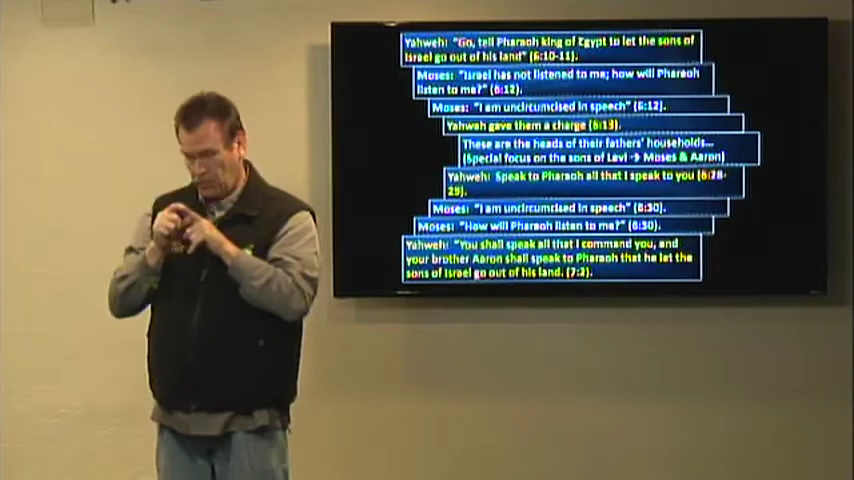 Yahweh: "Go, tell Pharaoh king of Egypt to let the sons of
Israel go out of his land" (6:10-11).
Moses: "Israel has not listened to me; how will Pharaoh
listen to me?" (6:12).
Moses: "I am uncircumcised in speech" (6:12).
Yahweh gave them a charge (6:13).
These are the heads of their fathers' households...
(Special focus on the sons of Levi → Moses & Aaron)
Yahweh: Speak to Pharaoh all that I speak to you (6:28-
29).
Moses: "I am uncircumcised in speech" (6:30).
Moses: "How will Pharaoh listen to me?" (6:30).
Yahweh: "You shall speak all that I command you, and
your brother Aaron shall speak to Pharaoh that he let the
sons of Israel go out of his land. (7:2).